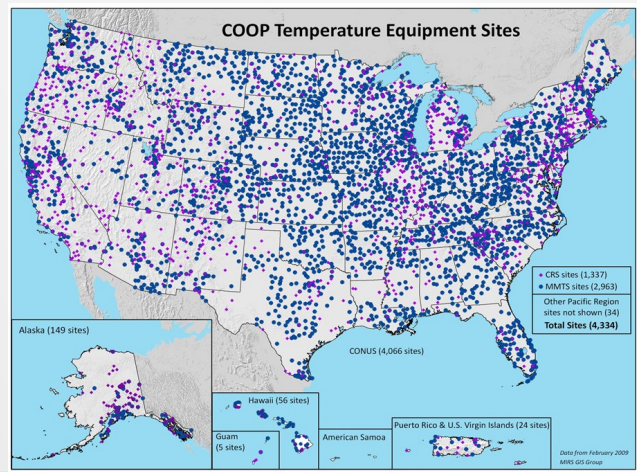 COOP Temperature Equipment Sites
CRS sites (1,337)
MMTS sites (2,963)
Other Pacific Region
sites not shown (34)
Total Sites (4,334)
Alaska (149 sites)
CONUS (4,066 sites)
Hawaii (56 sites)
Guam
(5 sites)
American Samoa
Puerto Rico & U.S. Virgin Islands (24 sites)
Data from February 2009
MIRS GIS Group